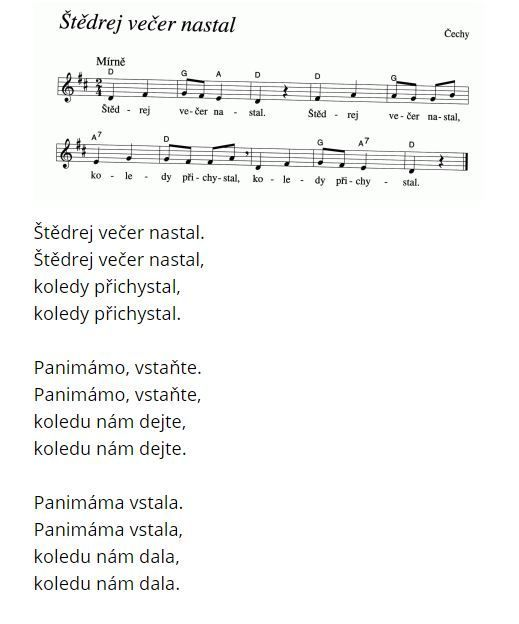 Štědrej večer nastal
Čechy
Mírně
D G A D D G
2
4
Štěd - rej ve - čer na - stal. Štěd - rej ve - čer na - stal,
A7 D G A7 D
ko - le - dy při - chy - stal, ko - le - dy při - chy - stal.
Štědrej večer nastal.
Štědrej večer nastal,
koledy přichystal,
koledy přichystal.
Panimámo, vstaňte.
Panimámo, vstaňte,
koledu nám dejte,
koledu nám dejte.
Panimáma vstala.
Panimáma vstala,
koledu nám dala,
koledu nám dala.